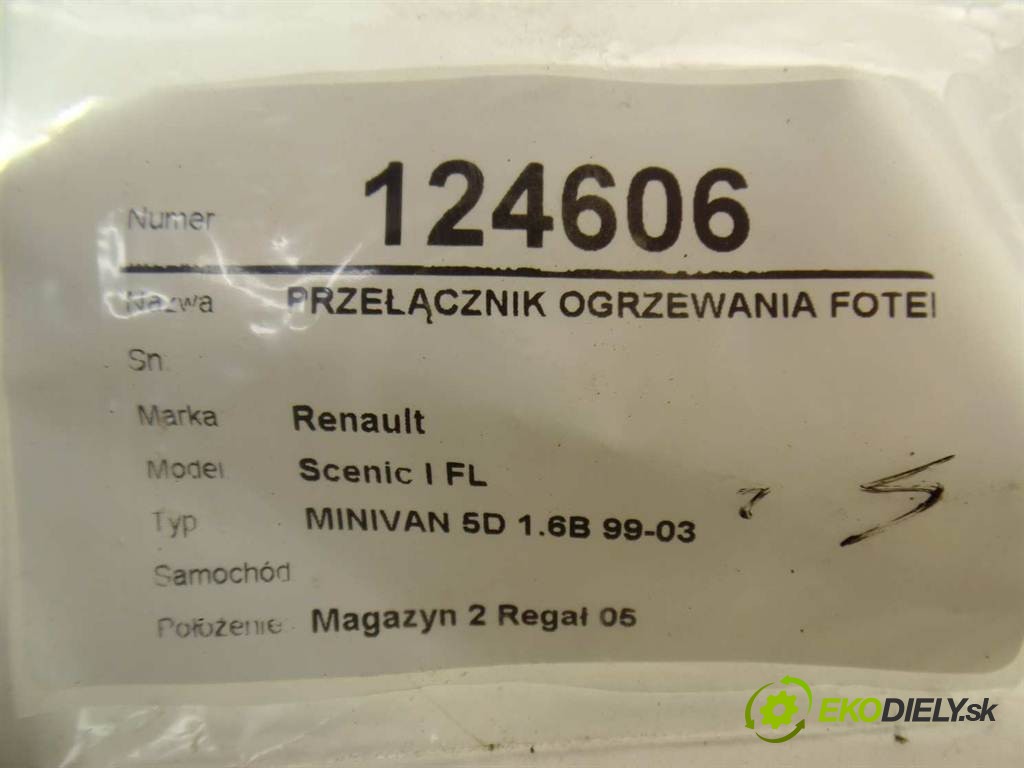 Numer 124606
Nazwa PRZEŁĄCZNIK OGRZEWANIA FOTEI
Sn.
Marka Renault
Model Scenic I FL
Typ MINIVAN 5D 1.6B 99-03
Samochód
Położenie: Magazyn 2 Regał 05
EKODIELY.sk